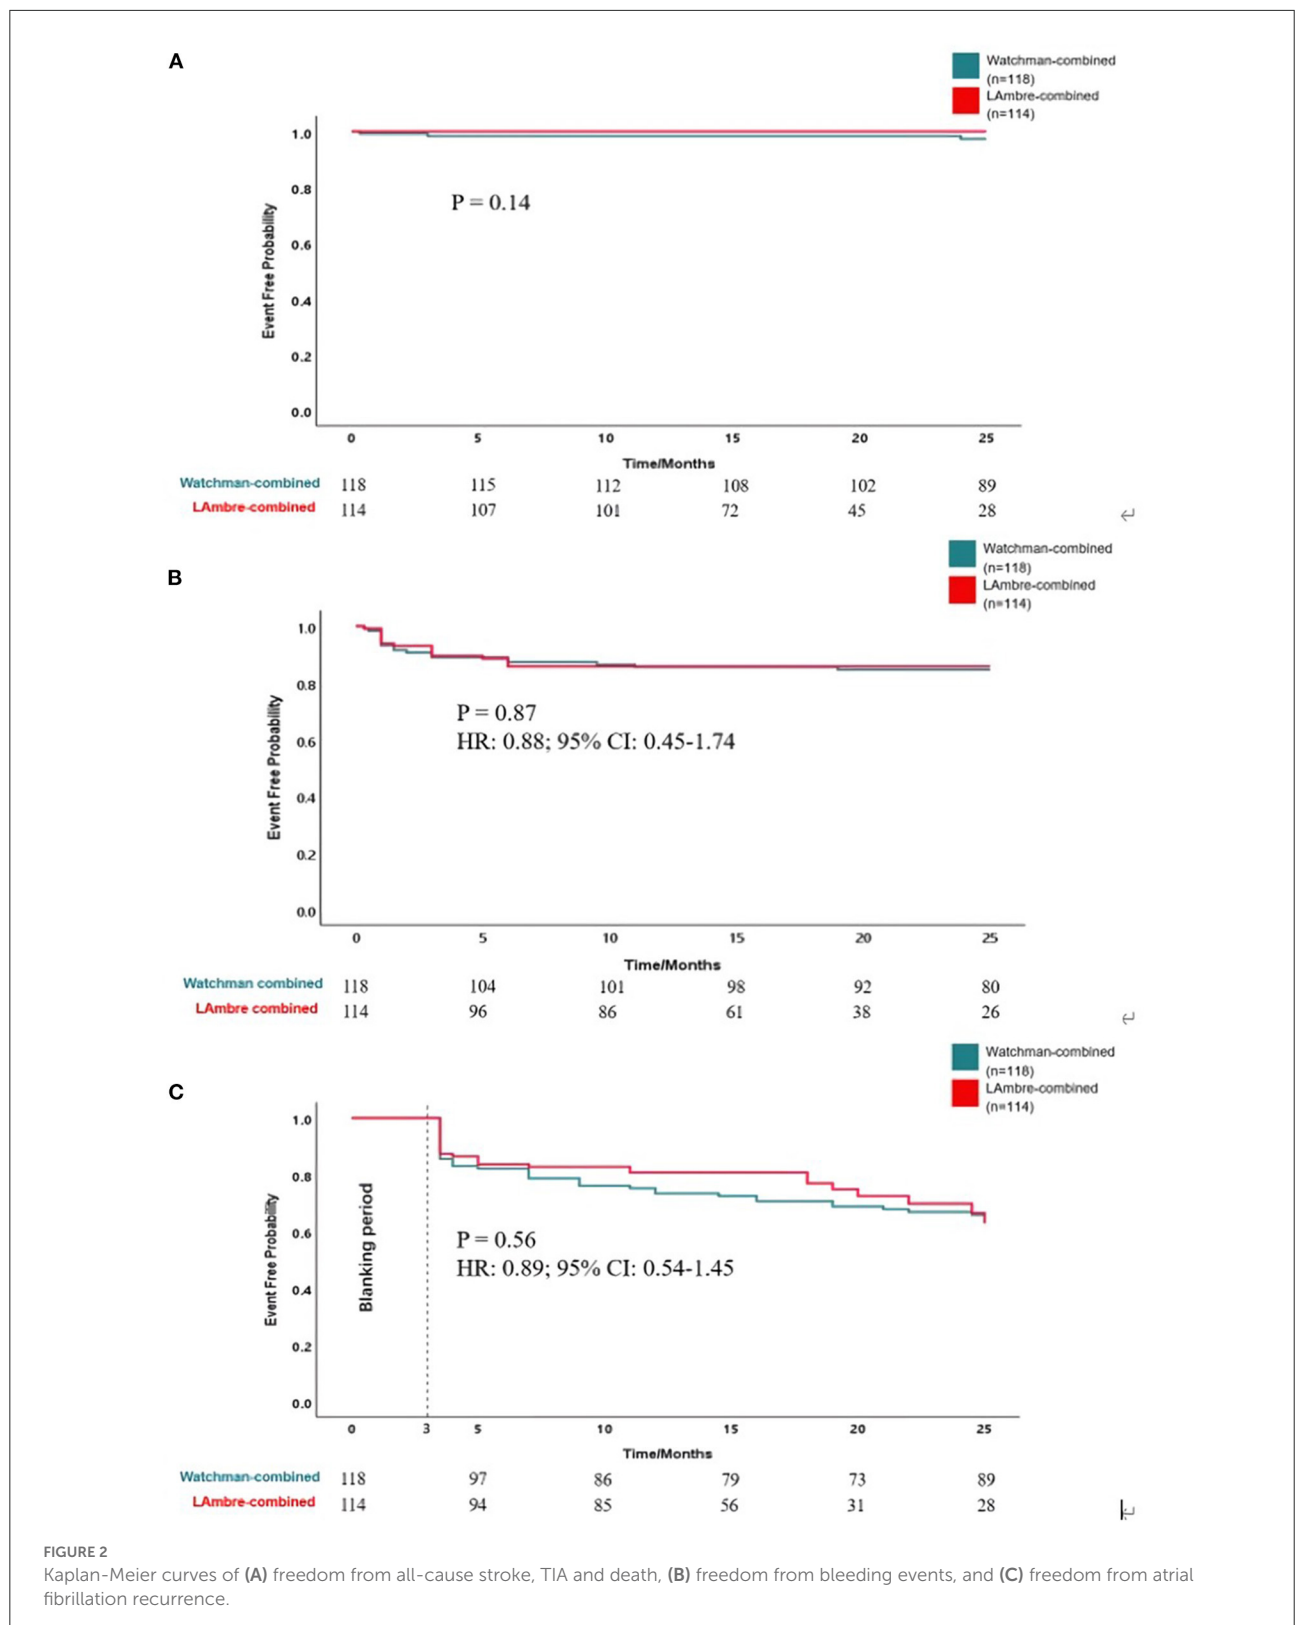 A
Watchman-combined
(n=118)
LAmbre-combined
(n=114)
1.0
0.8
0.6
0.4
0.2
0.0
Event Free Probability
P = 0.14
0 5 10 15 20 25
Time/Months
Watchman-combined 118 115 112 108 102 89
LAmbre-combined 114 107 101 72 45 28
B
Watchman-combined
(n=118)
LAmbre-combined
(n=114)
1.0
0.8
0.6
0.4
0.2
0.0
Event Free Probability
P = 0.87
HR: 0.88; 95% CI: 0.45-1.74
0 5 10 15 20 25
Time/Months
Watchman combined 118 104 101 98 92 80
LAmbre combined 114 96 86 61 38 26
C
Watchman-combined
(n=118)
LAmbre-combined
(n=114)
1.0
0.8
0.6
0.4
0.2
0.0
Event Free Probability
Blanking period
P = 0.56
HR: 0.89; 95% CI: 0.54-1.45
0 3 5 10 15 20 25
Time/Months
Watchman-combined 118 97 86 79 73 89
LAmbre-combined 114 94 85 56 31 28
FIGURE 2
Kaplan-Meier curves of (A) freedom from all-cause stroke, TIA and death, (B) freedom from bleeding events, and (C) freedom from atrial
fibrillation recurrence.